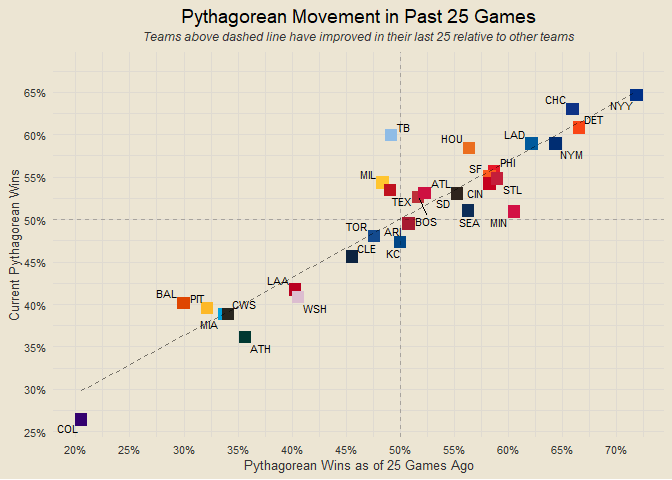 Pythagorean Movement in Past 25 Games
Teams above dashed line have improved in their last 25 relative to other teams
65%
60%
55%
50%
45%
40%
35%
30%
25%
Current Pythagorean Wins
CHC
NYY
DET
TB
HOU
LAD
NYM
SF
PHI
MIL
TEX
ATL
SD
CIN
STL
SEA
MIN
BOS
TOR
ARI
KC
CLE
LAA
WSH
BAL
PIT
CWS
MIA
ATH
COL
20%
25%
30%
35%
40%
45%
50%
55%
60%
65%
70%
Pythagorean Wins as of 25 Games Ago